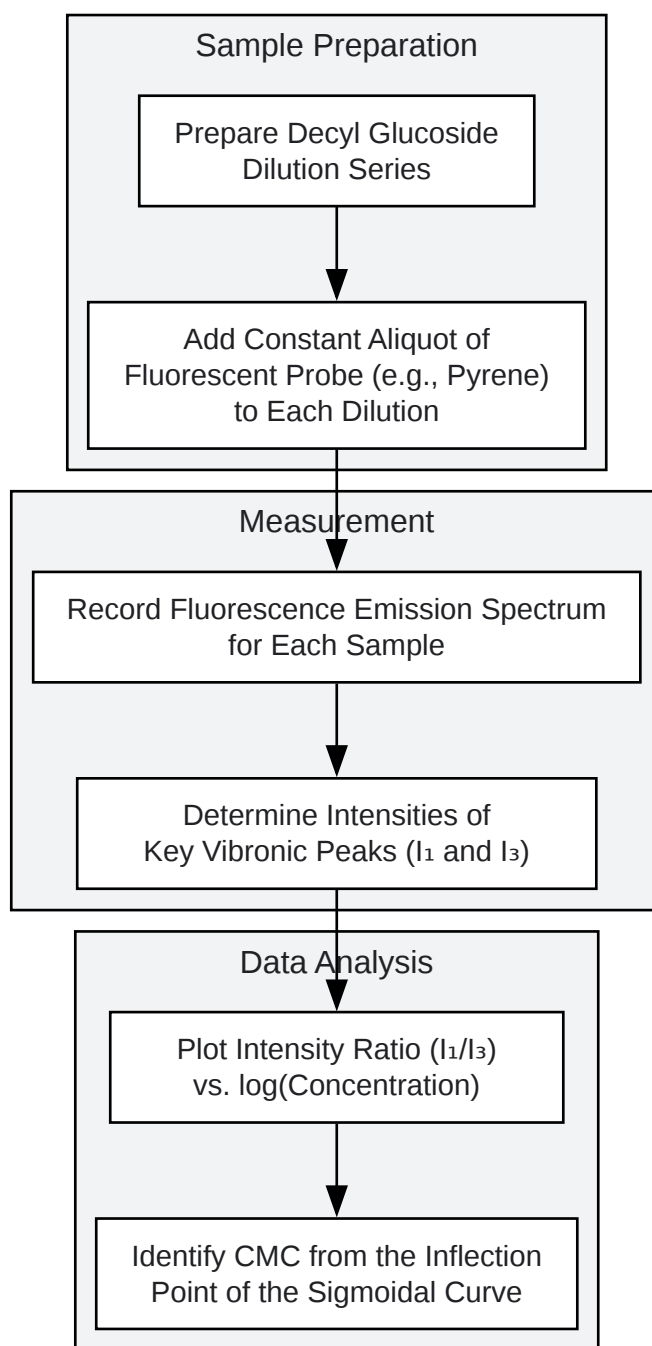 Sample Preparation
Prepare Decyl Glucoside
Dilution Series
Add Constant Aliquot of
Fluorescent Probe (e.g., Pyrene)
to Each Dilution
Measurement
Record Fluorescence Emission Spectrum
for Each Sample
Determine Intensities of
Key Vibronic Peaks (I₁ and I₃)
Data Analysis
Plot Intensity Ratio (I₁/I₃)
vs. log(Concentration)
Identify CMC from the Inflection
Point of the Sigmoidal Curve